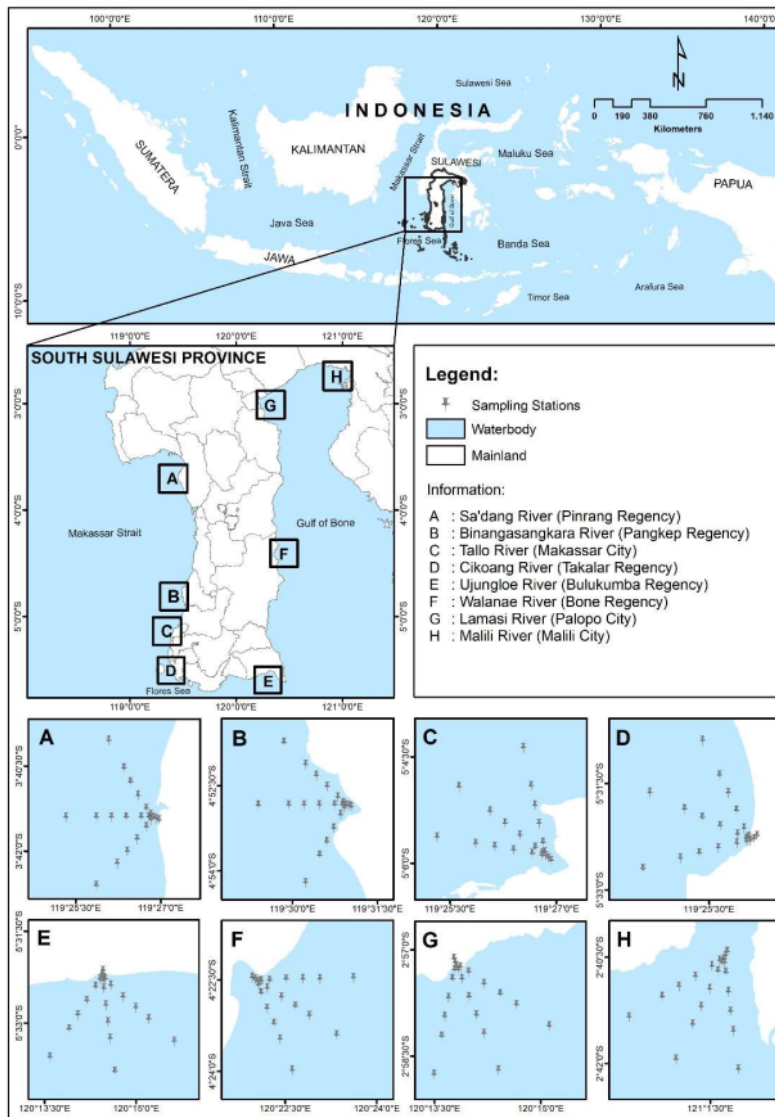 100°0'0"E 110°0'0"E 120°0'0"E 130°0'0"E 140°0'0"E
0°0'0"
10°0'0"S
N
Sulawesi Sea
INDONESIA
0 190 380 760 1.140
Kilometers
SUMATERA
Kalimantan Strait
KALIMANTAN
Makassar Strait
SULAWESI
Maluku Sea
PAPUA
Gulf of Bone
Java Sea
Flores Sea
Banda Sea
JAWA
Timor Sea
Arafura Sea
119°0'0"E 120°0'0"E 121°0'0"E
SOUTH SULAWESI PROVINCE
3°0'0"S
4°0'0"S
5°0'0"S
3°0'0"S
4°0'0"S
5°0'0"S
H
G
A
Makassar Strait
Gulf of Bone
F
B
C
D
E
Flores Sea
119°0'0"E 120°0'0"E 121°0'0"E
Legend:
Sampling Stations
Waterbody
Mainland
Information:
A : Sa'dang River (Pinrang Regency)
B : Binangasangkara River (Pangkep Regency)
C : Tallo River (Makassar City)
D : Cikoang River (Takalar Regency)
E : Ujungloe River (Bulukumba Regency)
F : Walanae River (Bone Regency)
G : Lamasi River (Palopo City)
H : Malili River (Malili City)
A
3°40'30"S
3°42'0"S
119°25'30"E 119°27'0"E
B
4°52'30"S
4°54'0"S
119°30'0"E 119°31'30"E
C
5°4'30"S
5°6'0"S
119°25'30"E 119°27'0"E
D
5°31'30"S
5°33'0"S
119°25'30"E
E
5°31'30"S
5°33'0"S
120°13'30"E 120°15'0"E
F
4°22'30"S
4°24'0"S
120°22'30"E 120°24'0"E
G
2°57'0"S
2°58'30"S
120°13'30"E 120°15'0"E
H
2°40'30"S
2°42'0"S
121°1'30"E